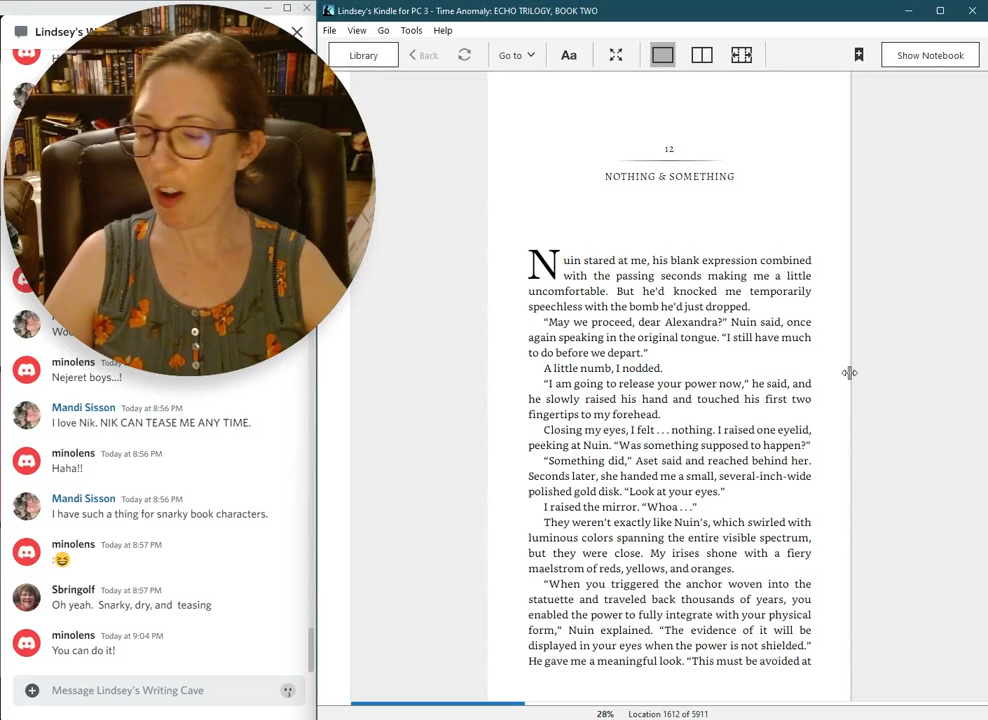 Lindsey's W
Today
Woo
minolens Today
Nejeret boys...!
Mandi Sisson Today at 8:56 PM
I love Nik. NIK CAN TEASE ME ANY TIME.
minolens Today at 8:56 PM
Haha!!
Mandi Sisson Today at 8:56 PM
I have such a thing for snarky book characters.
minolens Today at 8:57 PM
:
Sbringolf Today at 8:57 PM
Oh yeah. Snarky, dry, and teasing
minolens Today at 9:04 PM
You can do it!
Message Lindsey's Writing Cave
Lindsey's Kindle for PC 3 - Time Anomaly: ECHO TRILOGY, BOOK TWO
File View Go Tools Help
Library Back Go to Aa Show Notebook
12
NOTHING & SOMETHING
Nuin stared at me, his blank expression combined
with the passing seconds making me a little
uncomfortable. But he’d knocked me temporarily
speechless with the bomb he’d just dropped.
“May we proceed, dear Alexandra?” Nuin said, once
again speaking in the original tongue. “I still have much
to do before we depart.”
A little numb, I nodded.
“I am going to release your power now,” he said, and
he slowly raised his hand and touched his first two
fingertips to my forehead.
Closing my eyes, I felt . . . nothing. I raised one eyelid,
peeking at Nuin. “Was something supposed to happen?”
“Something did,” Aset said and reached behind her.
Seconds later, she handed me a small, several-inch-wide
polished gold disk. “Look at your eyes.”
I raised the mirror. “Whoa . . .”
They weren’t exactly like Nuin’s, which swirled with
luminous colors spanning the entire visible spectrum,
but they were close. My irises shone with a fiery
maelstrom of reds, yellows, and oranges.
“When you triggered the anchor woven into the
statuette and traveled back thousands of years, you
enabled the power to fully integrate with your physical
form,” Nuin explained. “The evidence of it will be
displayed in your eyes when the power is not shielded.”
He gave me a meaningful look. “This must be avoided at
28% Location 1612 of 5911